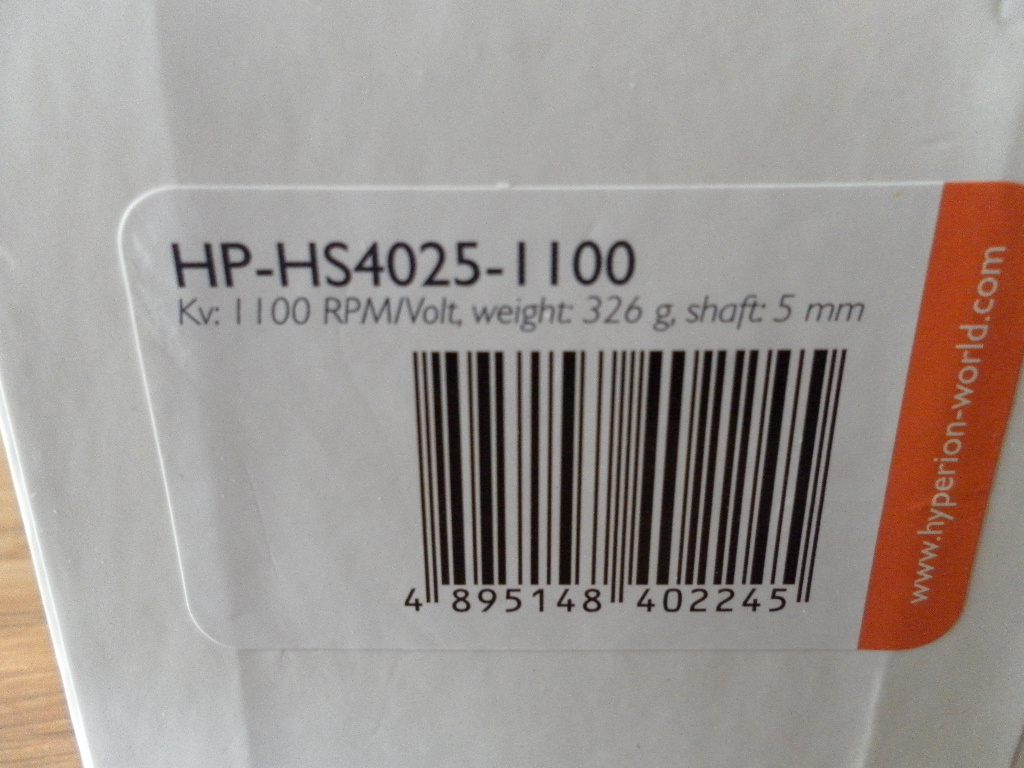 HP-HS4025-1100
Kv: 1100 RPM/Volt, weight: 326 g, shaft: 5 mm
4 895148 402245
www.hyperion-world.com